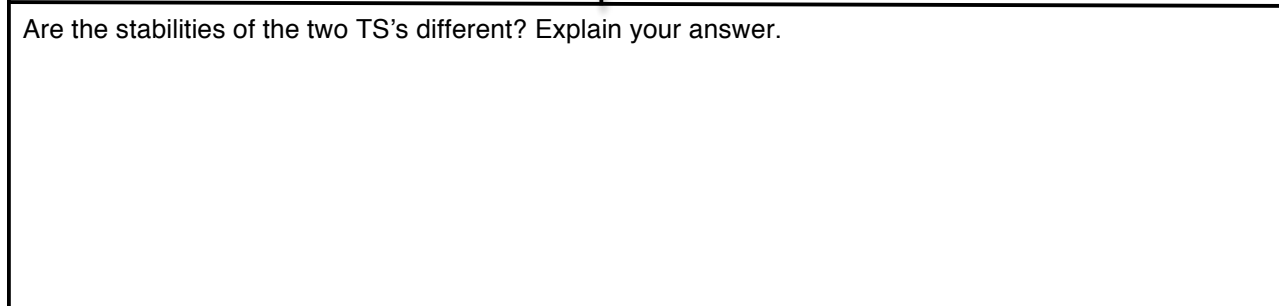 Are the stabilities of the two TS’s different? Explain your answer.